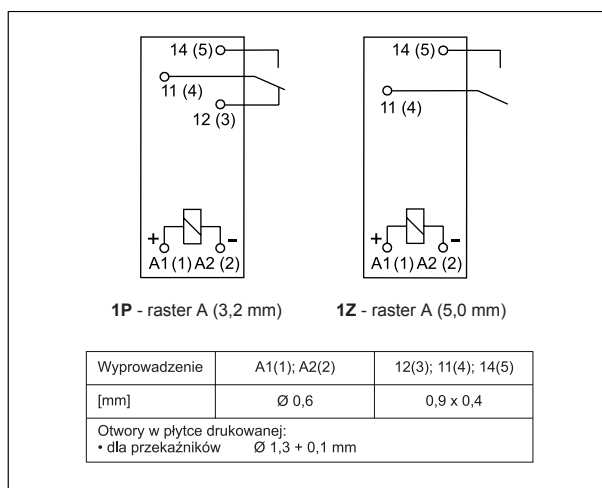 14 (5)
11 (4)
12 (3)
+ -
A1 (1) A2 (2)
1P - raster A (3,2 mm)
14 (5)
11 (4)
+ -
A1 (1) A2 (2)
1Z - raster A (5,0 mm)
Wyprowadzenie A1(1); A2(2) 12(3); 11(4); 14(5)
[mm] Ø 0,6 0,9 x 0,4
Otwory w płytce drukowanej:
• dla przekaźników Ø 1,3 + 0,1 mm